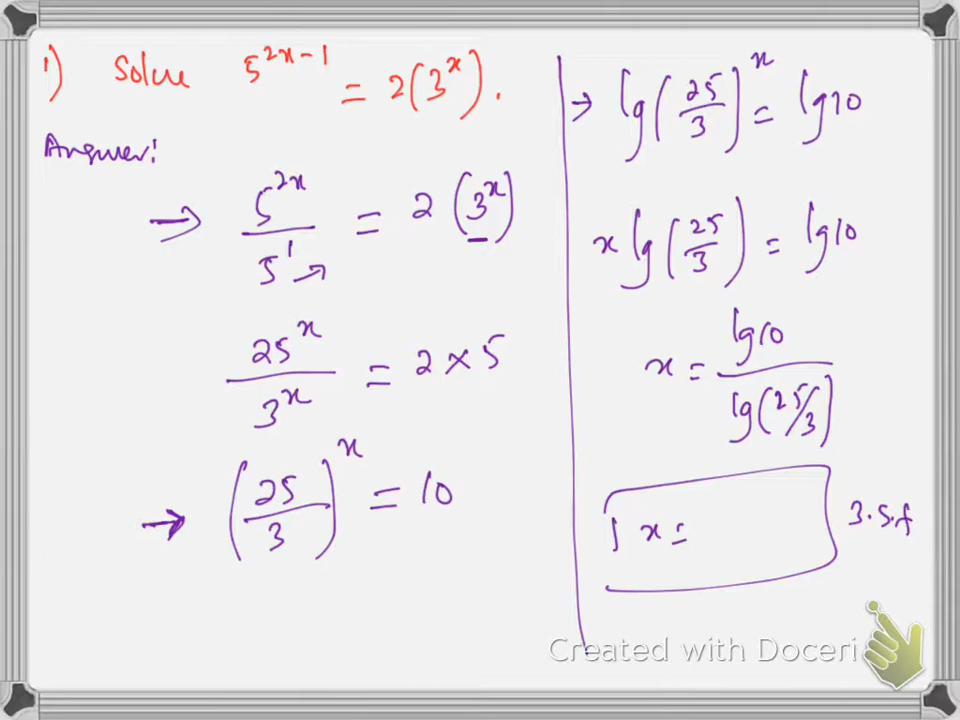 1) Solve 5^{2x-1} = 2(3^x).
Answer:
→ 5^{2x}/5^1 = 2(3^x)
25^x/3^x = 2 × 5
→ (25/3)^x = 10
→ lg(25/3)^x = lg10
x lg(25/3) = lg10
x = lg10/lg(25/3)
x =
3.s.f
Created with Doceri